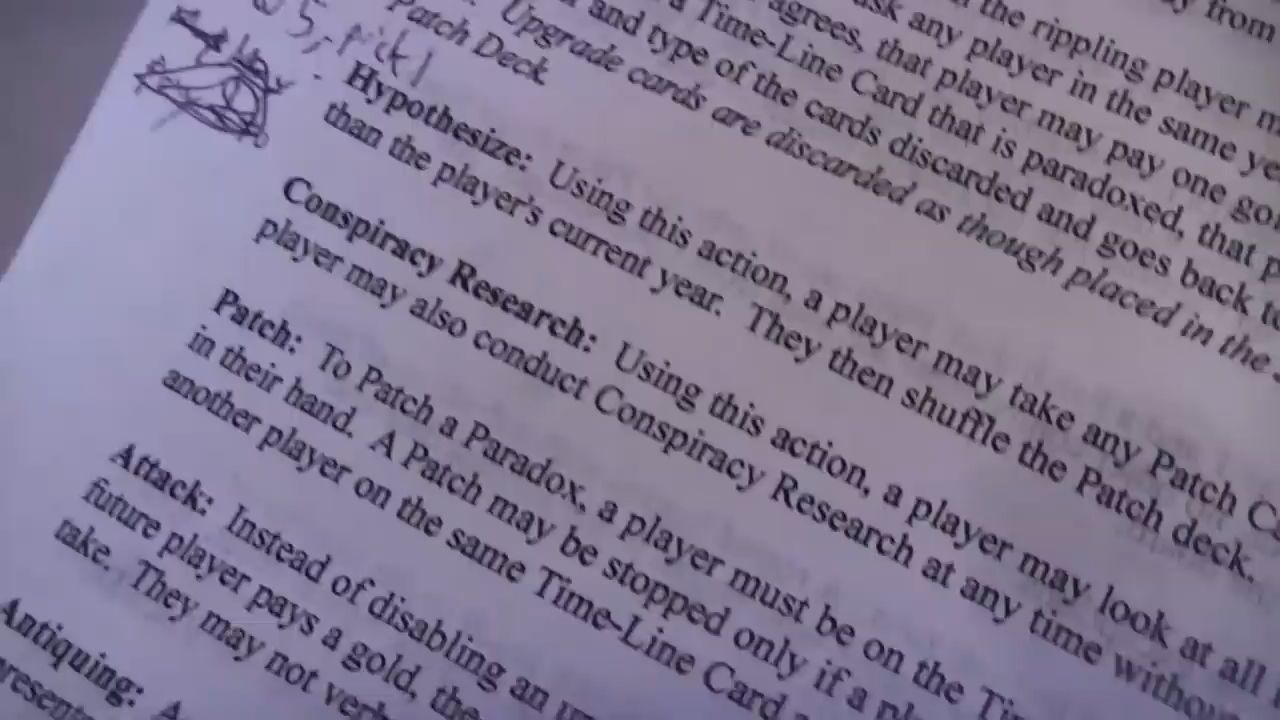 y from
the rippling player m
ask any player in the same ye
agrees, that player may pay one go
a Time-Line Card that is paradoxed, that p
and type of the cards discarded and goes back to
Upgrade cards are discarded as though placed in the
Patch Deck
5, pick 1
Hypothesize: Using this action, a player may take any Patch C
than the player's current year. They then shuffle the Patch deck.
Conspiracy Research: Using this action, a player may look at all
player may also conduct Conspiracy Research at any time withou
Patch: To Patch a Paradox, a player must be on the Ti
in their hand. A Patch may be stopped only if a pl
another player on the same Time-Line Card
Attack: Instead of disabling an u
future player pays a gold, the
take. They may not verb
Antiquing: A
presents